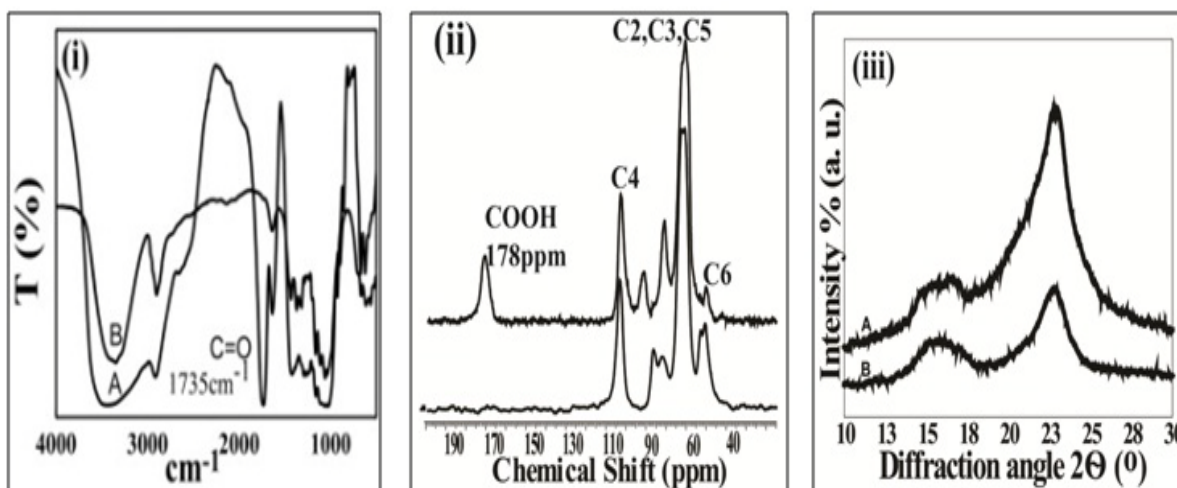 (i)
T (%)
B
A
C=O
1735cm-1
4000 3000 2000 1000
cm-1
(ii)
C2,C3,C5
C4
COOH
178ppm
C6
190 170 150 130 110 90 80 60 40
Chemical Shift (ppm)
(iii)
Intensity % (a. u.)
A
B
10 13 15 18 20 23 25 28 30
Diffraction angle 2Θ (⁰)